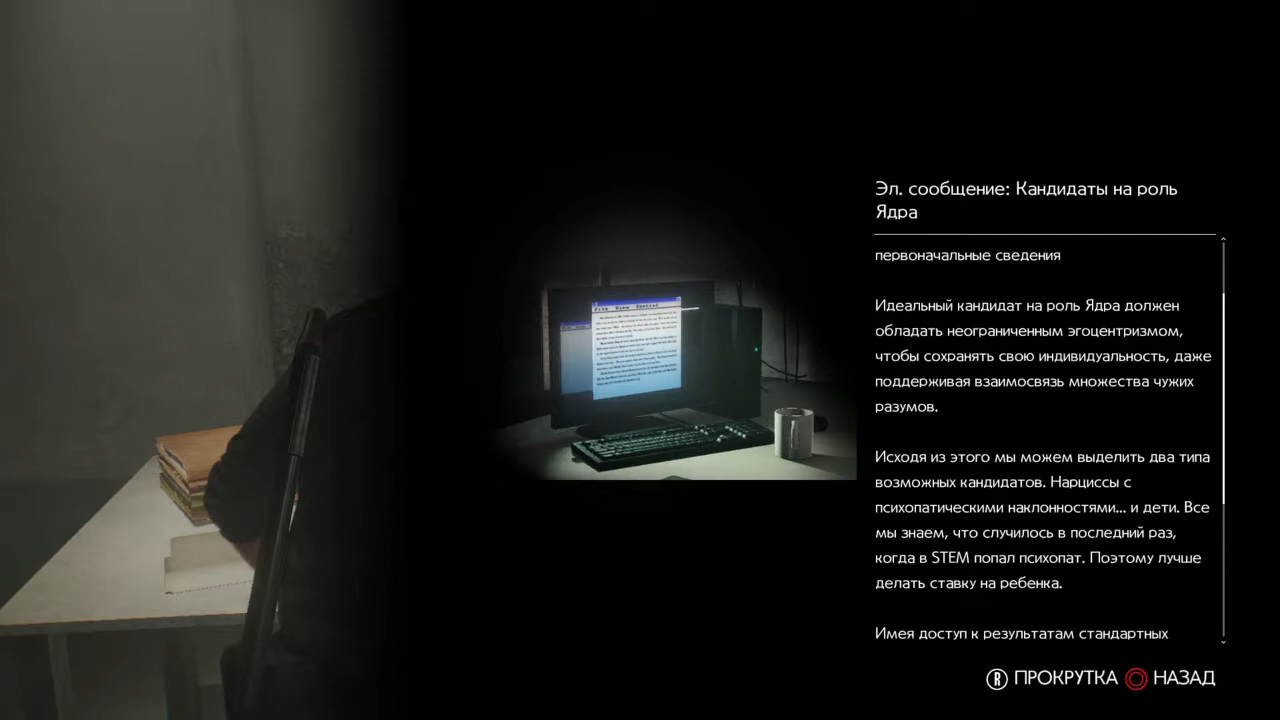 Эл. сообщение: Кандидаты на роль
Ядра
первоначальные сведения
Идеальный кандидат на роль Ядра должен
обладать неограниченным эгоцентризмом,
чтобы сохранять свою индивидуальность, даже
поддерживая взаимосвязь множества чужих
разумов.
Исходя из этого мы можем выделить два типа
возможных кандидатов. Нарциссы с
психопатическими наклонностями... и дети. Все
мы знаем, что случилось в последний раз,
когда в STEM попал психопат. Поэтому лучше
делать ставку на ребенка.
Имея доступ к результатам стандартных
R ПРОКРУТКА НАЗАД
File View Special